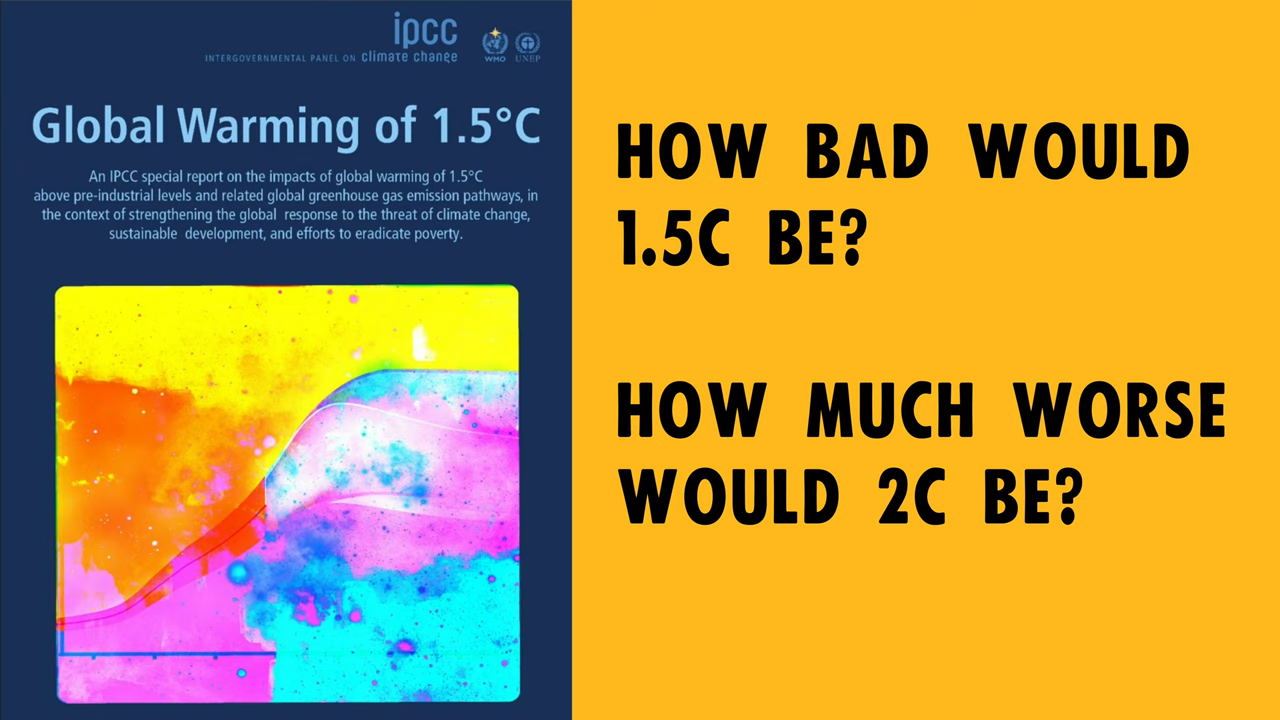 ipcc
INTERGOVERNMENTAL PANEL ON climate change
WMO UNEP
Global Warming of 1.5°C
An IPCC special report on the impacts of global warming of 1.5°C
above pre-industrial levels and related global greenhouse gas emission pathways, in
the context of strengthening the global response to the threat of climate change,
sustainable development, and efforts to eradicate poverty.
HOW BAD WOULD
1.5C BE?
HOW MUCH WORSE
WOULD 2C BE?